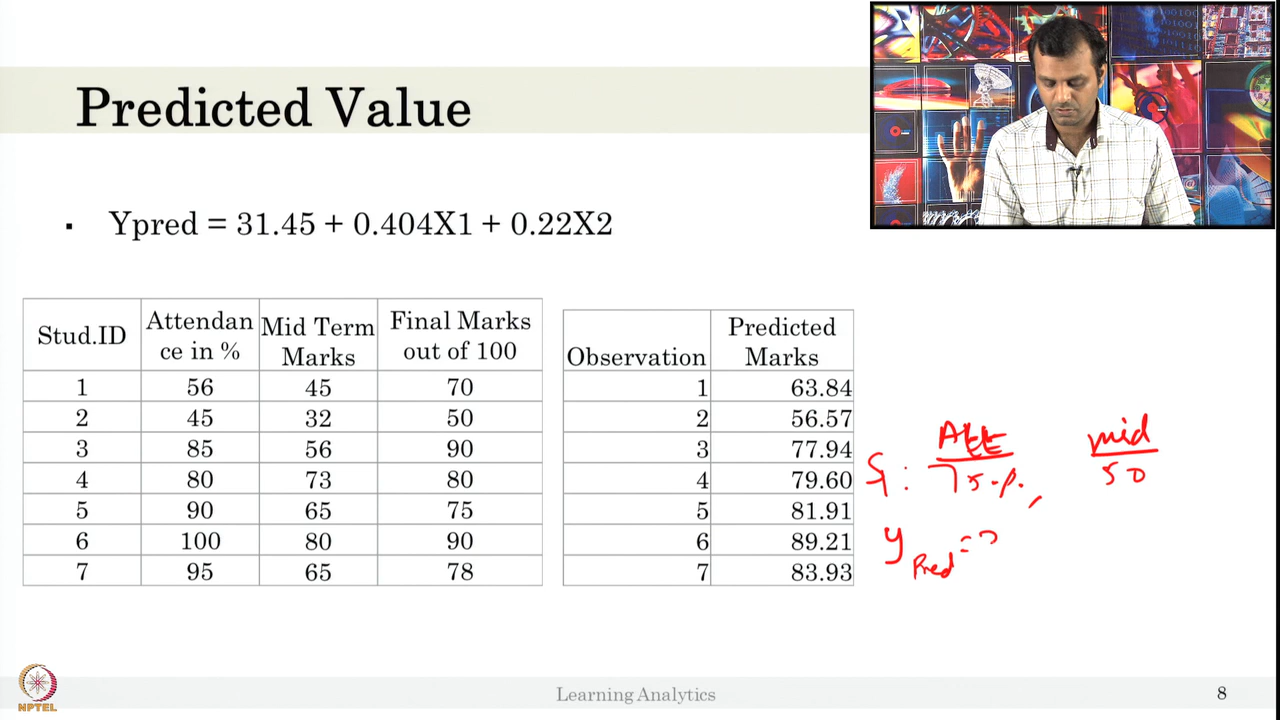 Predicted Value
▪ Ypred = 31.45 + 0.404X1 + 0.22X2
Stud.ID Attendan ce in % Mid Term Marks Final Marks out of 100
1 56 45 70
2 45 32 50
3 85 56 90
4 80 73 80
5 90 65 75
6 100 80 90
7 95 65 78
Observation Predicted Marks
1 63.84
2 56.57
3 77.94
4 79.60
5 81.91
6 89.21
7 83.93
Att mid
: 75 50
y Pred = ?
NPTEL
Learning Analytics
8